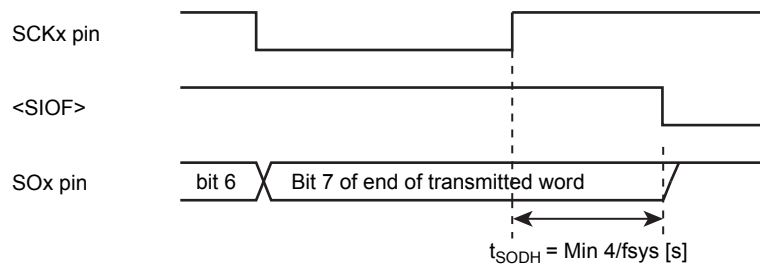 SCKx pin
<SIOF>
SOx pin
bit 6
Bit 7 of end of transmitted word
tSODH = Min 4/fsys [s]